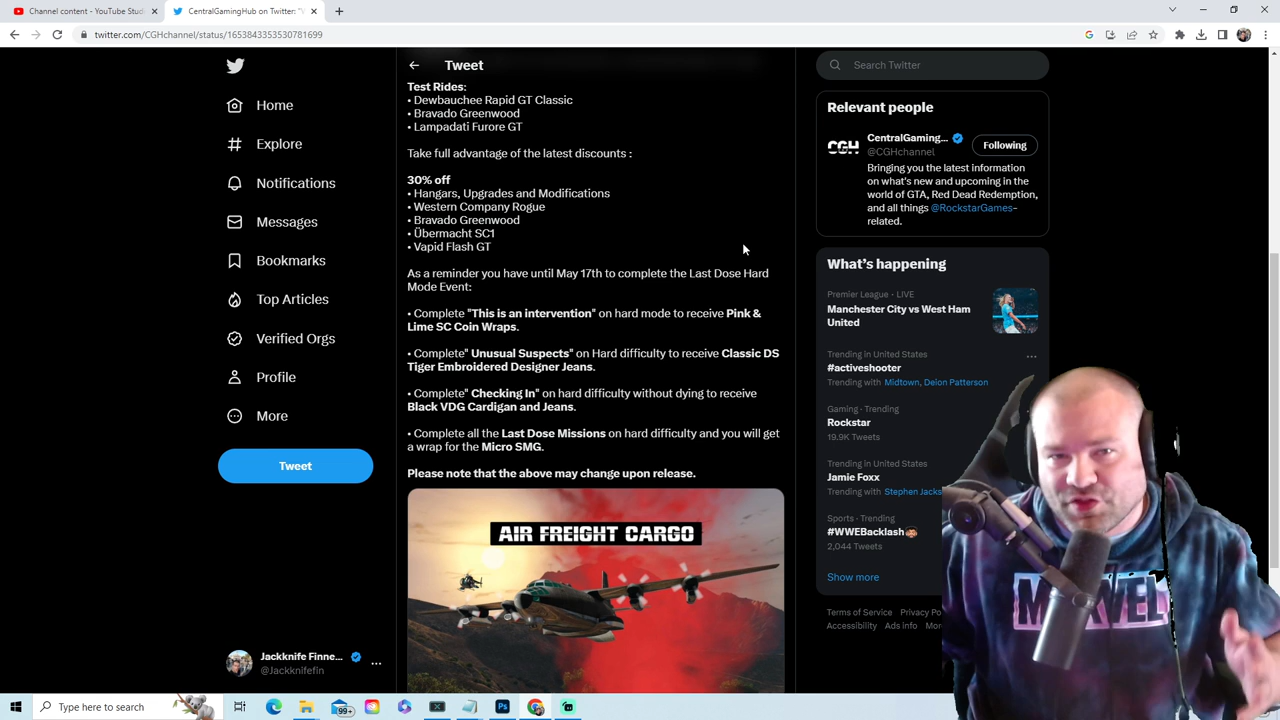 Channel content - YouTube Stud
CentralGamingHub on Twitter: "V
twitter.com/CGHchannel/status/1653843353530781699
Home
Explore
Notifications
Messages
Bookmarks
Top Articles
Verified Orgs
Profile
More
Tweet
Jackknife Finne...
@Jackknifefin
Tweet
Test Rides:
• Dewbauchee Rapid GT Classic
• Bravado Greenwood
• Lampadati Furore GT
Take full advantage of the latest discounts :
30% off
• Hangars, Upgrades and Modifications
• Western Company Rogue
• Bravado Greenwood
• Übermacht SC1
• Vapid Flash GT
As a reminder you have until May 17th to complete the Last Dose Hard
Mode Event:
• Complete "This is an intervention" on hard mode to receive Pink &
Lime SC Coin Wraps.
• Complete" Unusual Suspects" on Hard difficulty to receive Classic DS
Tiger Embroidered Designer Jeans.
• Complete" Checking In" on hard difficulty without dying to receive
Black VDG Cardigan and Jeans.
• Complete all the Last Dose Missions on hard difficulty and you will get
a wrap for the Micro SMG.
Please note that the above may change upon release.
AIR FREIGHT CARGO
Search Twitter
Relevant people
CGH
CentralGaming...
@CGHchannel
Following
Bringing you the latest information
on what's new and upcoming in the
world of GTA, Red Dead Redemption,
and all things @RockstarGames-
related.
What's happening
Premier League · LIVE
Manchester City vs West Ham
United
Trending in United States
#activeshooter
Trending with Midtown, Deion Patterson
Gaming · Trending
Rockstar
19.9K Tweets
Trending in United States
Jamie Foxx
Trending with Stephen Jacks
Sports · Trending
#WWEBacklash
2,044 Tweets
Show more
Terms of Service Privacy Po
Accessibility Ads info Mor
MARVEL
Type here to search
99+